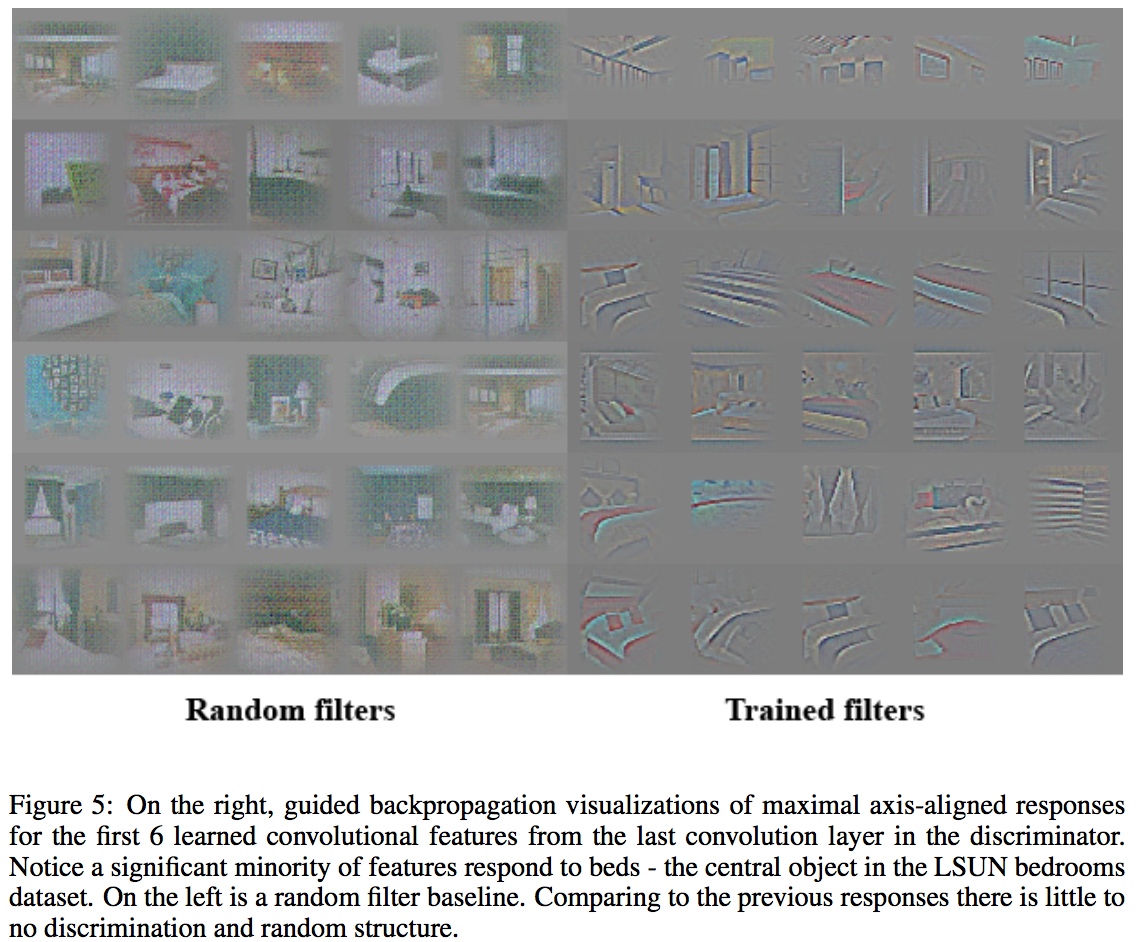 Random filters
Trained filters
Figure 5: On the right, guided backpropagation visualizations of maximal axis-aligned responses
for the first 6 learned convolutional features from the last convolution layer in the discriminator.
Notice a significant minority of features respond to beds - the central object in the LSUN bedrooms
dataset. On the left is a random filter baseline. Comparing to the previous responses there is little to
no discrimination and random structure.